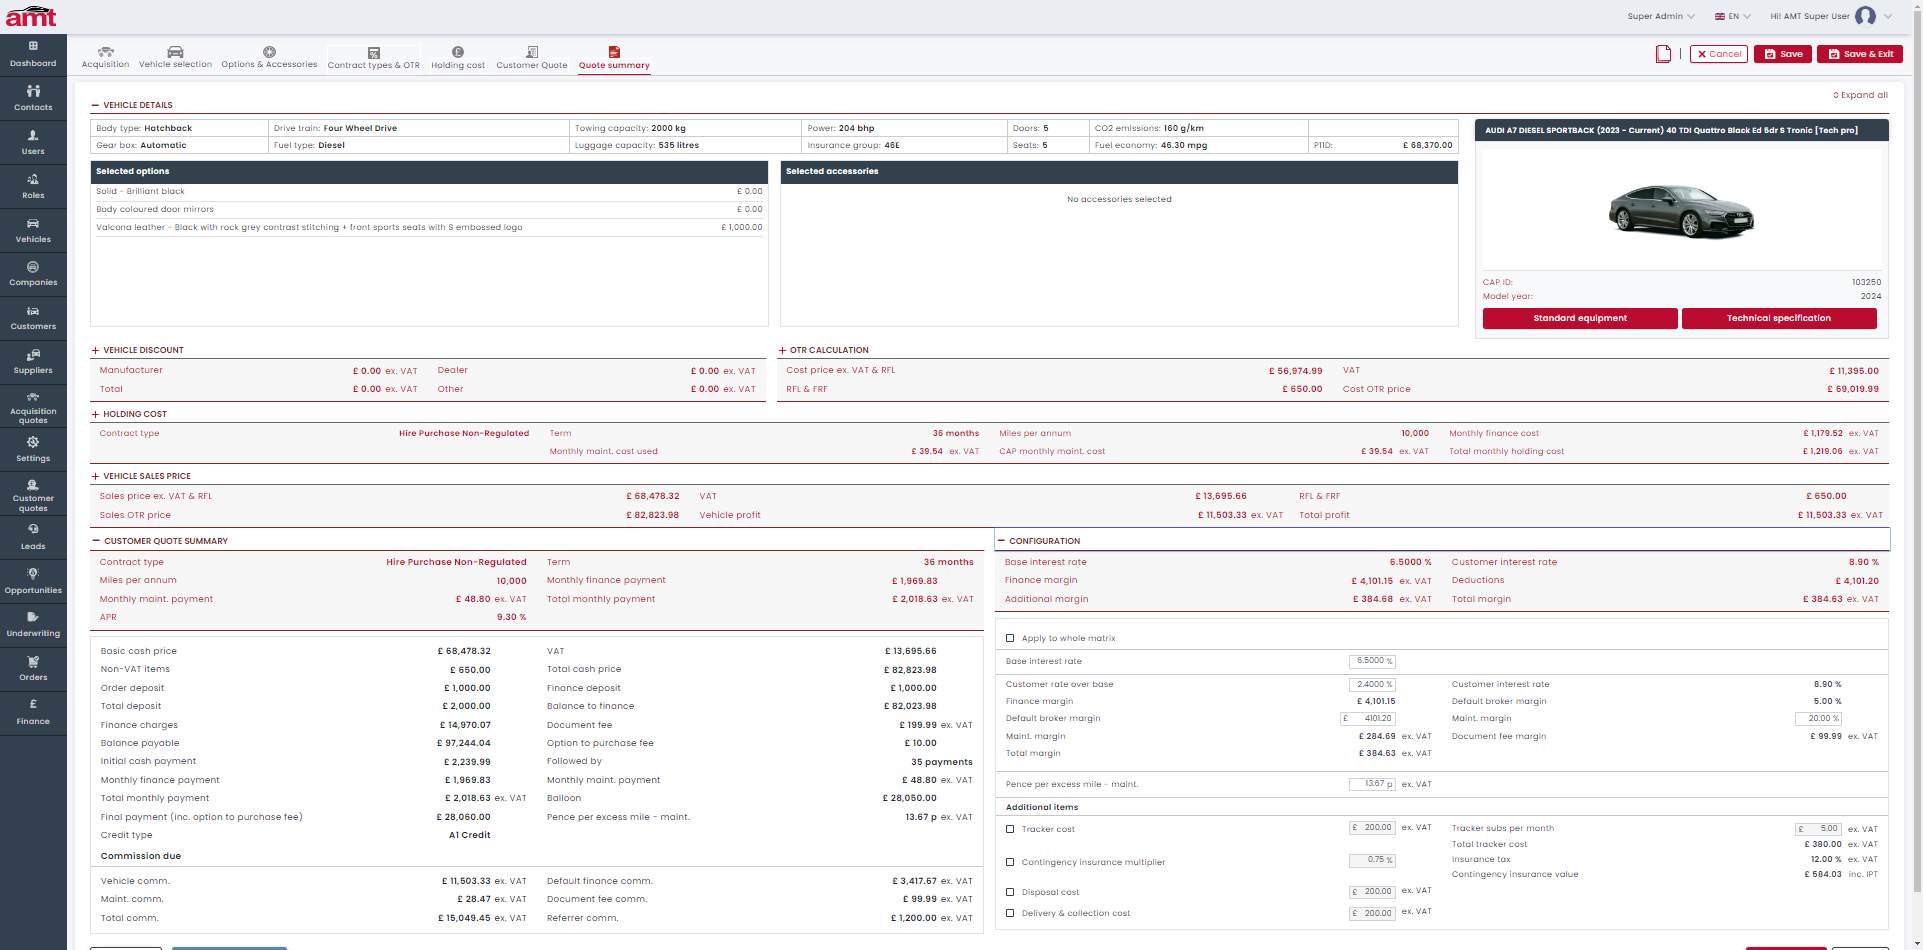 amt
Super Admin
EN
Hi! AMT Super User
Dashboard
Contacts
Users
Roles
Vehicles
Companies
Customers
Suppliers
Acquisition quotes
Settings
Customer quotes
Leads
Opportunities
Underwriting
Orders
Finance
Acquisition Vehicle selection Options & Accessories Contract types & OTR Holding cost Customer Quote Quote summary
Cancel Save Save & Exit
VEHICLE DETAILS
Expand all
Body type: Hatchback Drive train: Four Wheel Drive Towing capacity: 2000 kg Power: 204 bhp Doors: 5 CO2 emissions: 160 g/km
Gear box: Automatic Fuel type: Diesel Luggage capacity: 535 litres Insurance group: 46E Seats: 5 Fuel economy: 46.30 mpg P11D: £ 68,370.00
Selected options
Solid - Brilliant black £ 0.00
Body coloured door mirrors £ 0.00
Valcona leather - Black with rock grey contrast stitching + front sports seats with S embossed logo £ 1,000.00
Selected accessories
No accessories selected
AUDI A7 DIESEL SPORTBACK (2023 - Current) 40 TDI Quattro Black Ed 5dr S Tronic [Tech pro]
CAP ID: 103250
Model year: 2024
Standard equipment Technical specification
VEHICLE DISCOUNT
Manufacturer £ 0.00 ex. VAT Dealer £ 0.00 ex. VAT
Total £ 0.00 ex. VAT Other £ 0.00 ex. VAT
OTR CALCULATION
Cost price ex. VAT & RFL £ 56,974.99 VAT £ 11,395.00
RFL & FRF £ 650.00 Cost OTR price £ 69,019.99
HOLDING COST
Contract type Hire Purchase Non-Regulated Term 36 months Miles per annum 10,000 Monthly finance cost £ 1,179.52 ex. VAT
Monthly maint. cost used £ 39.54 ex. VAT CAP monthly maint. cost £ 39.54 ex. VAT Total monthly holding cost £ 1,219.06 ex. VAT
VEHICLE SALES PRICE
Sales price ex. VAT & RFL £ 68,478.32 VAT £ 13,695.66 RFL & FRF £ 650.00
Sales OTR price £ 82,823.98 Vehicle profit £ 11,503.33 ex. VAT Total profit £ 11,503.33 ex. VAT
CUSTOMER QUOTE SUMMARY
Contract type Hire Purchase Non-Regulated Term 36 months
Miles per annum 10,000 Monthly finance payment £ 1,969.83
Monthly maint. payment £ 48.80 ex. VAT Total monthly payment £ 2,018.63 ex. VAT
APR 9.30 %
Basic cash price £ 68,478.32 VAT £ 13,695.66
Non-VAT items £ 650.00 Total cash price £ 82,823.98
Order deposit £ 1,000.00 Finance deposit £ 1,000.00
Total deposit £ 2,000.00 Balance to finance £ 82,023.98
Finance charges £ 14,970.07 Document fee £ 199.99 ex. VAT
Balance payable £ 97,244.04 Option to purchase fee £ 10.00
Initial cash payment £ 2,239.99 Followed by 35 payments
Monthly finance payment £ 1,969.83 Monthly maint. payment £ 48.80 ex. VAT
Total monthly payment £ 2,018.63 ex. VAT Balloon £ 28,050.00
Final payment (inc. option to purchase fee) £ 28,060.00 Pence per excess mile - maint. 13.67 p ex. VAT
Credit type A1 Credit
Commission due
Vehicle comm. £ 11,503.33 ex. VAT Default finance comm. £ 3,417.67 ex. VAT
Maint. comm. £ 28.47 ex. VAT Document fee comm. £ 99.99 ex. VAT
Total comm. £ 15,049.45 ex. VAT Referrer comm. £ 1,200.00 ex. VAT
CONFIGURATION
Base interest rate 6.5000 % Customer interest rate 8.90 %
Finance margin £ 4,101.15 ex. VAT Deductions £ 4,101.20
Additional margin £ 384.68 ex. VAT Total margin £ 384.63 ex. VAT
Apply to whole matrix
Base interest rate 6.5000 %
Customer rate over base 2.4000 % Customer interest rate 8.90 %
Finance margin £ 4,101.15 Default broker margin 5.00 %
Default broker margin £ 4101.20 Maint. margin 20.00 %
Maint. margin £ 284.69 ex. VAT Document fee margin £ 99.99 ex. VAT
Total margin £ 384.63 ex. VAT
Pence per excess mile - maint. 13.67 p ex. VAT
Additional items
Tracker cost £ 200.00 ex. VAT Tracker subs per month £ 5.00 ex. VAT
Total tracker cost £ 380.00 ex. VAT
Contingency insurance multiplier 0.75 % Insurance tax 12.00 % ex. VAT
Contingency insurance value £ 584.03 inc. IPT
Disposal cost £ 200.00 ex. VAT
Delivery & collection cost £ 200.00 ex. VAT